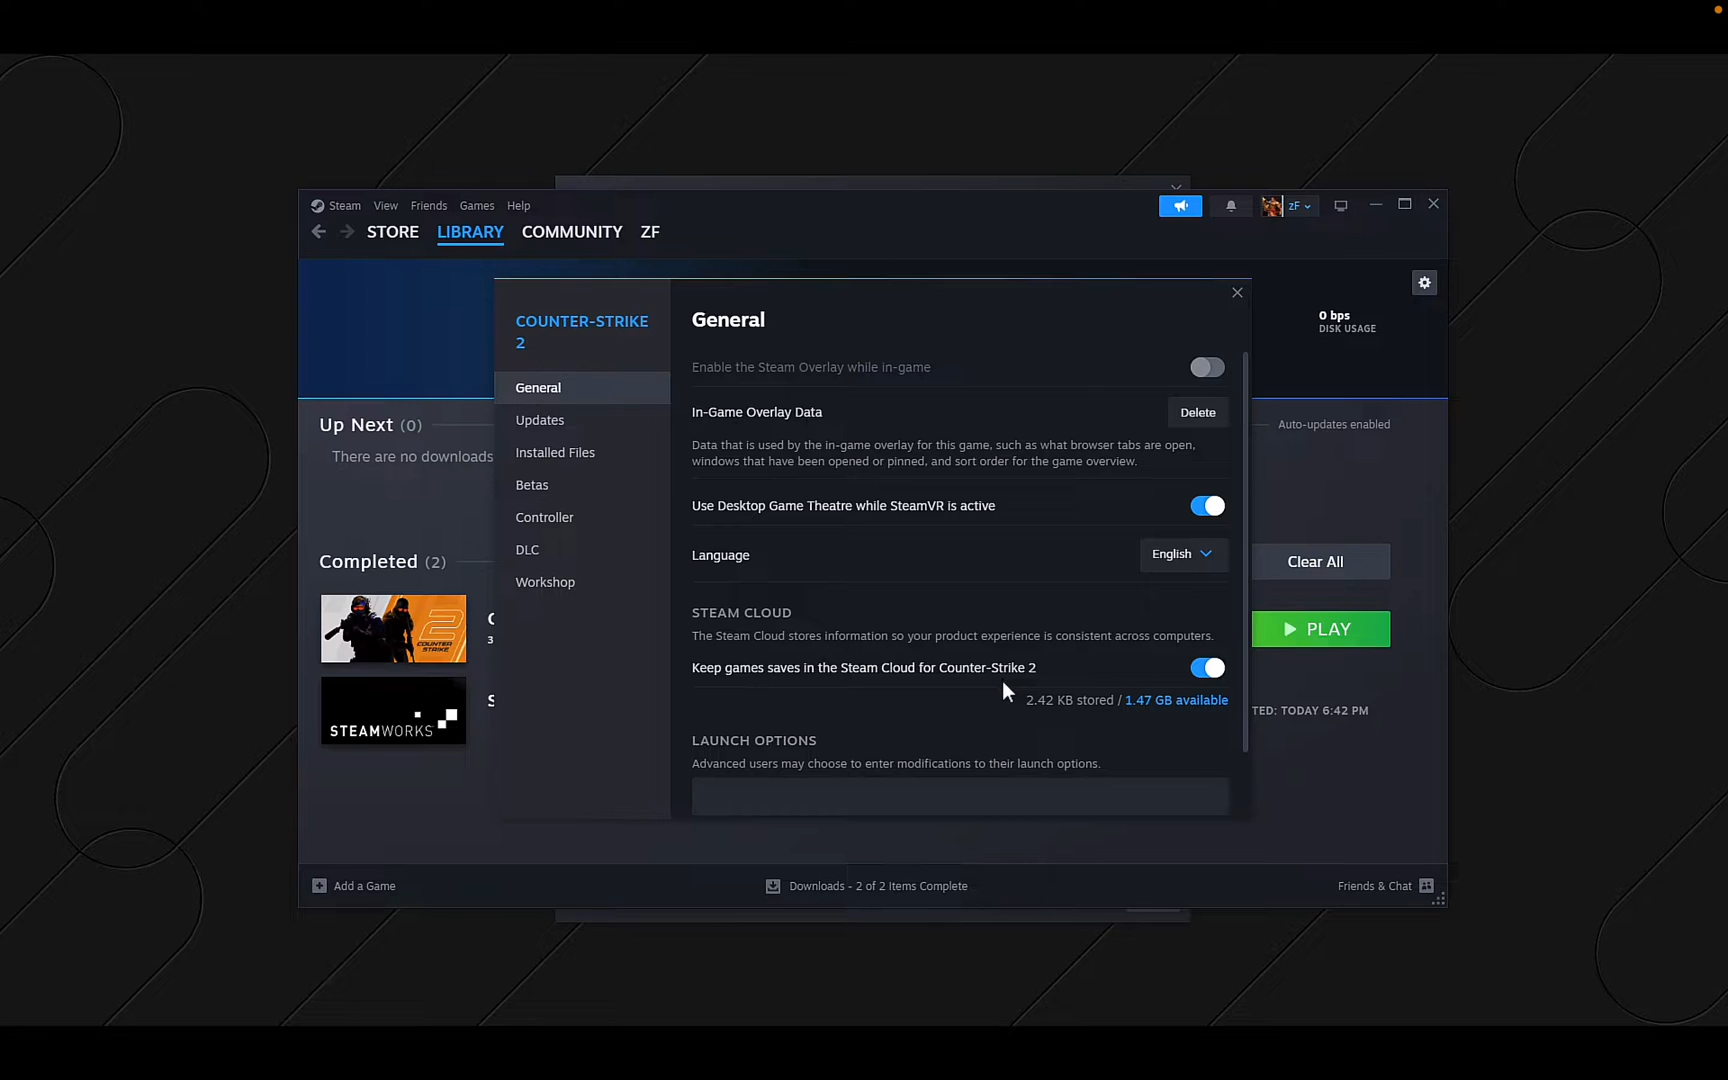 Steam View Friends Games Help
zF
STORE LIBRARY COMMUNITY ZF
0 bps
DISK USAGE
COUNTER-STRIKE
2
General
Updates
Installed Files
Betas
Controller
DLC
Workshop
General
Enable the Steam Overlay while in-game
In-Game Overlay Data
Delete
Data that is used by the in-game overlay for this game, such as what browser tabs are open,
windows that have been opened or pinned, and sort order for the game overview.
Use Desktop Game Theatre while SteamVR is active
Language
English
STEAM CLOUD
The Steam Cloud stores information so your product experience is consistent across computers.
Keep games saves in the Steam Cloud for Counter-Strike 2
2.42 KB stored / 1.47 GB available
LAUNCH OPTIONS
Advanced users may choose to enter modifications to their launch options.
Up Next (0)
Auto-updates enabled
There are no downloads
Completed (2)
Clear All
2
COUNTER
STRIKE
PLAY
STEAMWORKS
TED: TODAY 6:42 PM
Add a Game
Downloads - 2 of 2 Items Complete
Friends & Chat